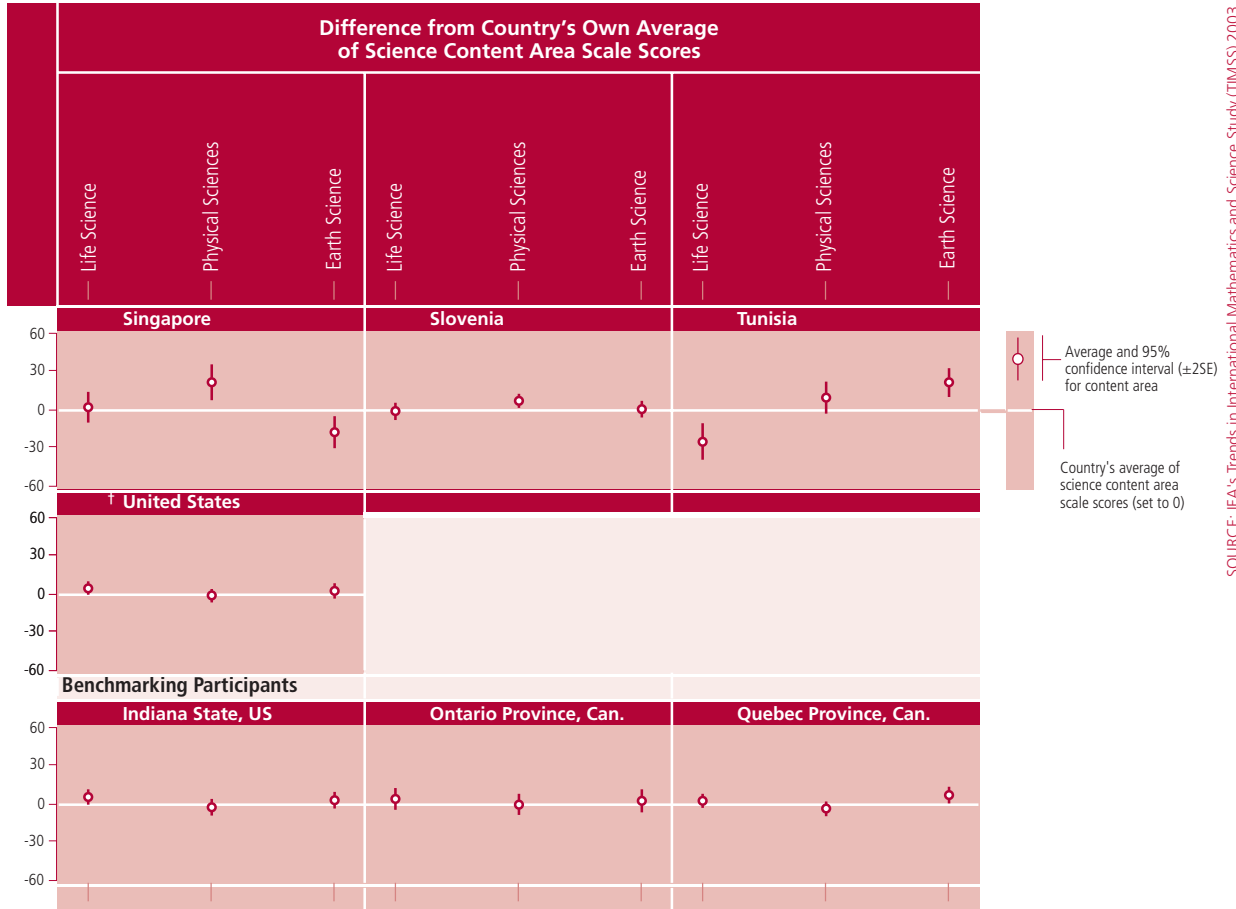 Difference from Country's Own Average
of Science Content Area Scale Scores
Life Science
Physical Sciences
Earth Science
Life Science
Physical Sciences
Earth Science
Life Science
Physical Sciences
Earth Science
Singapore
Slovenia
Tunisia
60
30
0
-30
-60
† United States
60
30
0
-30
-60
Benchmarking Participants
Indiana State, US
Ontario Province, Can.
Quebec Province, Can.
60
30
0
-30
-60
Average and 95%
confidence interval (±2SE)
for content area
Country's average of
science content area
scale scores (set to 0)
SOURCE: IEA's Trends in International Mathematics and Science Study (TIMSS) 2003